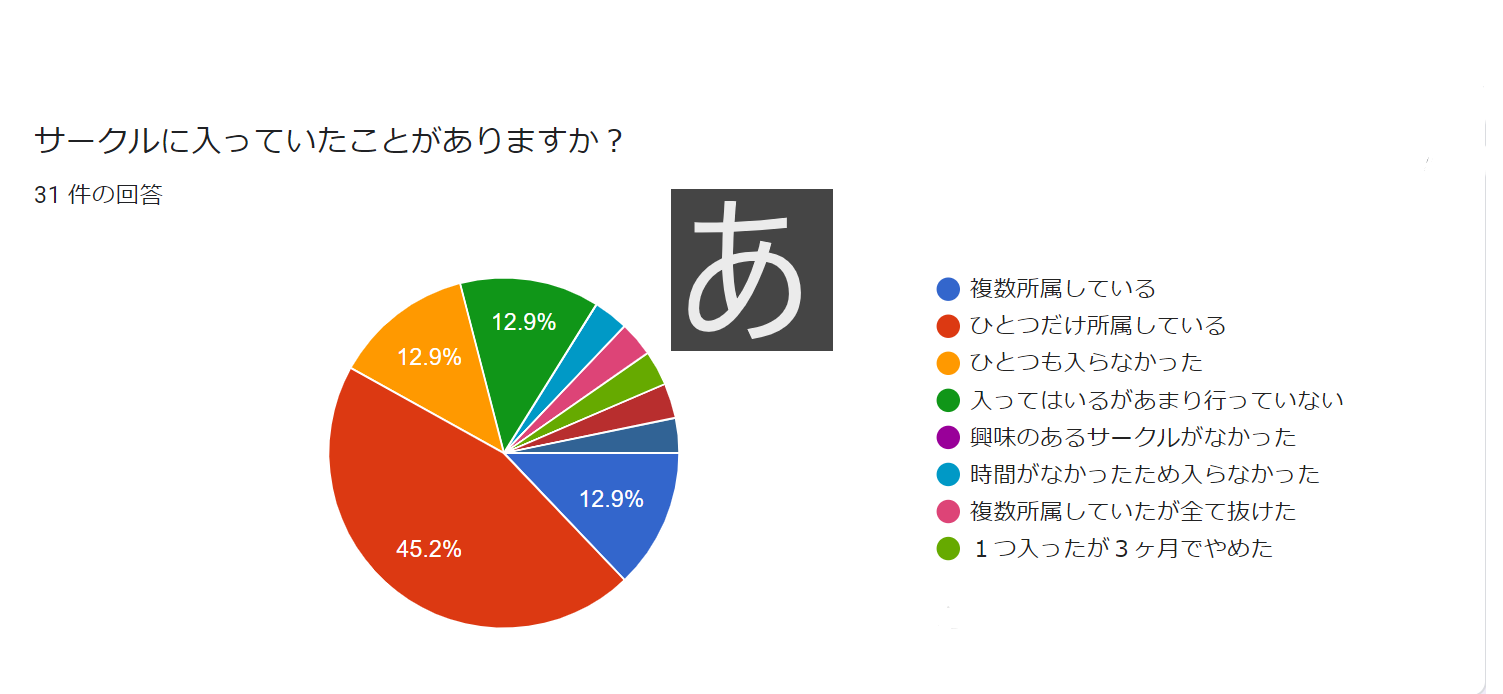 サークルに入っていたことがありますか？
31 件の回答
あ
12.9%
12.9%
12.9%
45.2%
複数所属している
ひとつだけ所属している
ひとつも入らなかった
入ってはいるがあまり行っていない
興味のあるサークルがなかった
時間がなかったため入らなかった
複数所属していたが全て抜けた
１つ入ったが３ヶ月でやめた